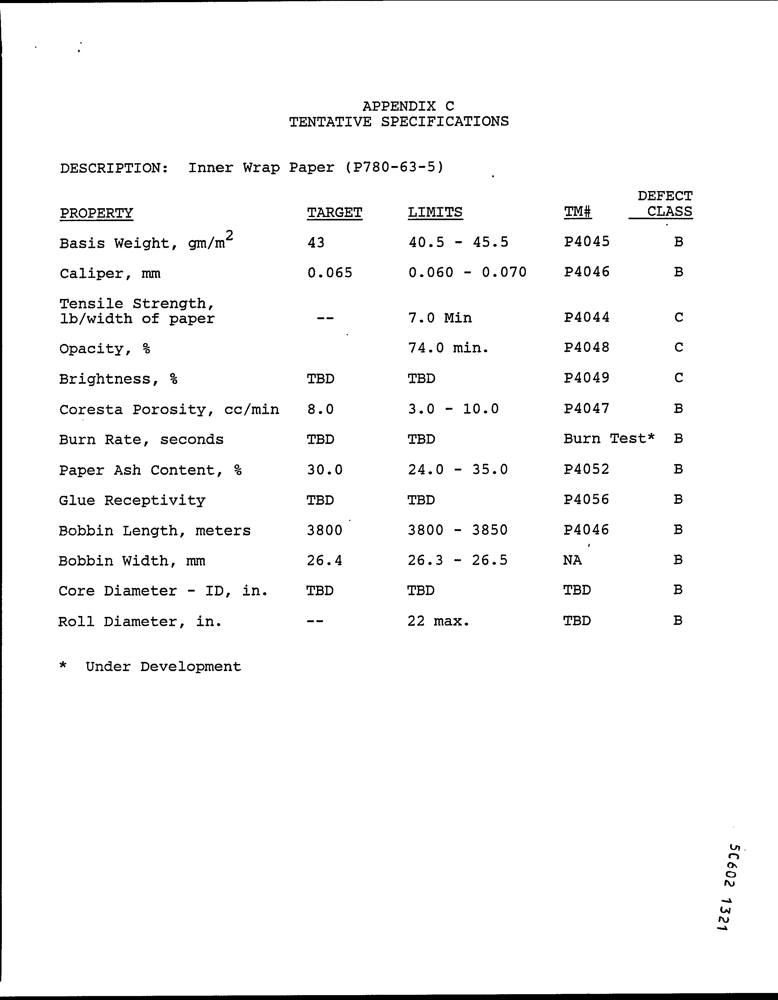 APPENDIX C
TENTATIVE SPECIFICATIONS
DESCRIPTION: Inner Wrap Paper (P780-63-5)
DEFECT
PROPERTY TARGET LIMITS TM# CLASS
Basis Weight, gm/m2 43 40.5 - 45.5 P4045 B
Caliper, mm 0.065 0.060 - 0.070 P4046 B
Tensile Strength,
lb/width of paper -- 7.0 Min P4044 C
Opacity, % 74.0 min. P4048 C
Brightness, % TBD TBD P4049 C
Coresta Porosity, cc/min 8.0 3.0 - 10.0 P4047 B
Burn Rate, seconds TBD TBD Burn Test* B
Paper Ash Content, % 30.0 24.0 - 35.0 P4052 B
Glue Receptivity TBD TBD P4056 B
Bobbin Length, meters 3800 3800 - 3850 P4046 B
Bobbin Width, mm 26.4 26.3 - 26.5 NA B
Core Diameter - ID, in. TBD TBD TBD B
Roll Diameter, in. -- 22 max. TBD B
* Under Development
50602 1321